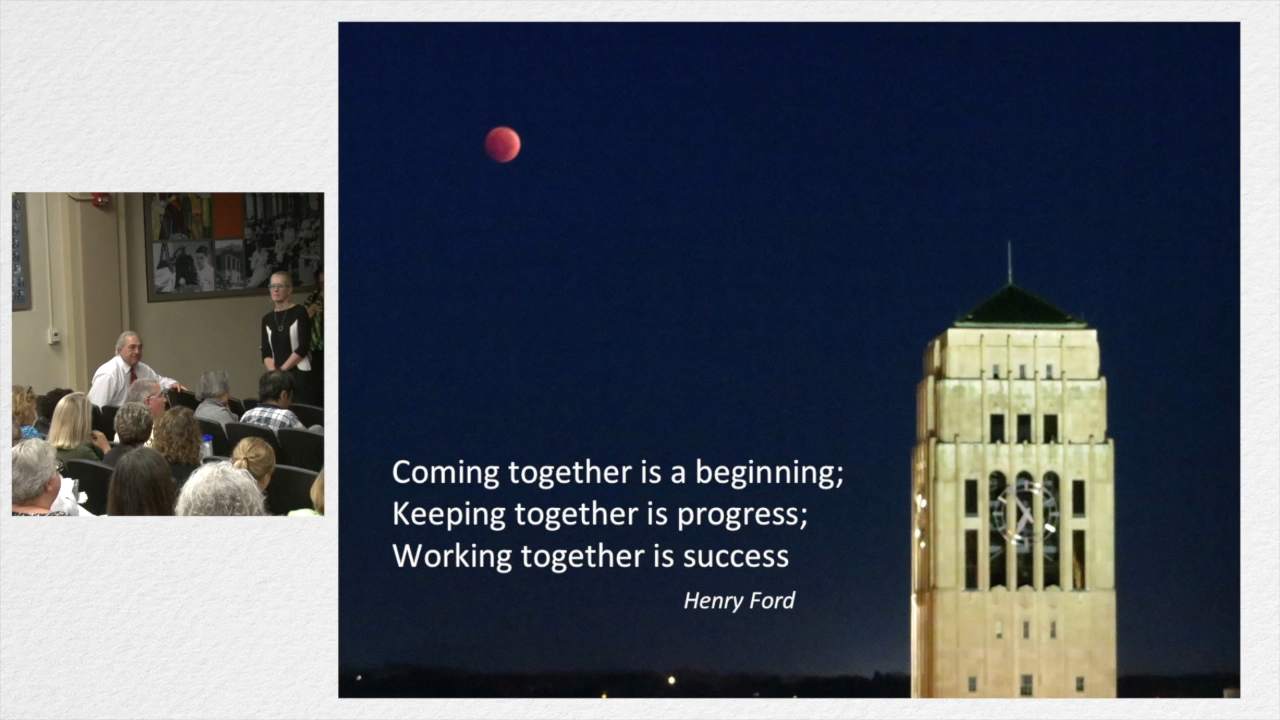 Coming together is a beginning;
Keeping together is progress;
Working together is success
Henry Ford